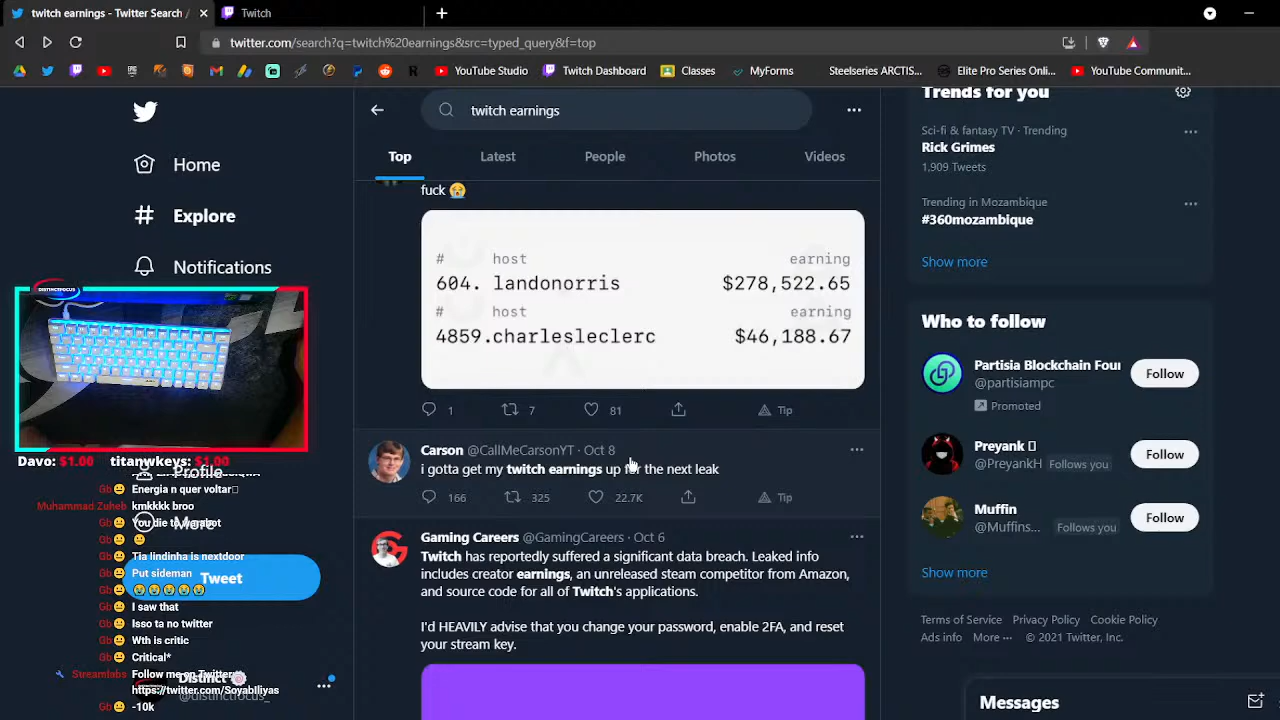 twitch earnings - Twitter Search /
Twitch
twitter.com/search?q=twitch%20earnings&src=typed_query&f=top
YouTube Studio
Twitch Dashboard
Classes
MyForms
Steelseries ARCTIS...
Elite Pro Series Onli...
YouTube Communit...
Home
Explore
Notifications
DISTINCTFOCUS
Davo: $1.00 titanwkeys: $1.00
Profile
Gb😐 Energia n quer voltar
Muhammad Zuheb kmkkkk broo
Gb😐 You die to
More
Gb😐 😐
Gb😐 Tia lindinha is nextdoor
Gb😐 Put sideman
Tweet
Gb😐 😭😭😭😭😭
Gb😐 I saw that
Gb😐 Isso ta no twitter
Gb😐 Wth is critic
Gb😐 Critical*
Streamlabs Follow me on Twitter
https://twitter.com/Soyablliyas
Distinct
@distinctfocus_
Gb😐 -10k
twitch earnings
Top
Latest
People
Photos
Videos
fuck 😭
# host earning
604. landonorris $278,522.65
# host earning
4859.charlesleclerc $46,188.67
1 7 81 Tip
Carson @CallMeCarsonYT · Oct 8
i gotta get my twitch earnings up for the next leak
166 325 22.7K Tip
Gaming Careers @GamingCareers · Oct 6
Twitch has reportedly suffered a significant data breach. Leaked info
includes creator earnings, an unreleased steam competitor from Amazon,
and source code for all of Twitch's applications.
I'd HEAVILY advise that you change your password, enable 2FA, and reset
your stream key.
Trends for you
Sci-fi & fantasy TV · Trending
Rick Grimes
1,909 Tweets
Trending in Mozambique
#360mozambique
Show more
Who to follow
Partisia Blockchain Foun
@partisiampc
Follow
Promoted
Preyank
@PreyankH Follows you
Follow
Muffin
@Muffins... Follows you
Follow
Show more
Terms of Service Privacy Policy Cookie Policy
Ads info More ··· © 2021 Twitter, Inc.
Messages